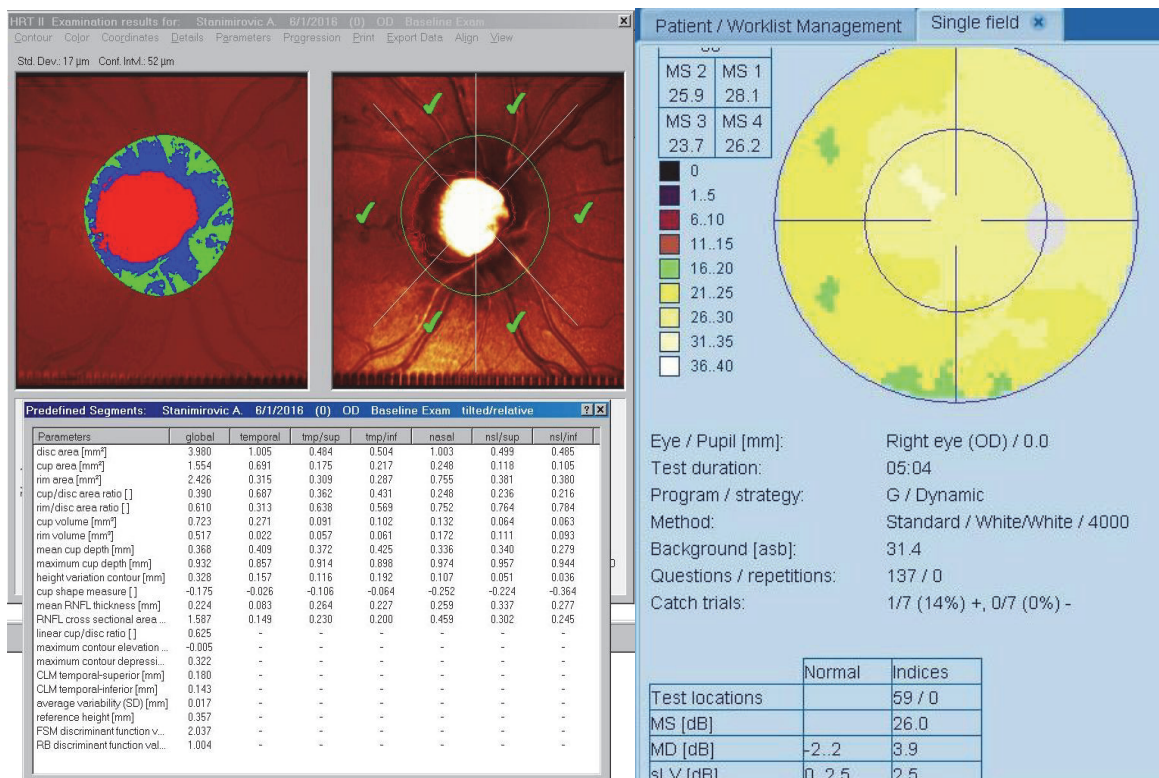 HRT II Examination results for: Stanimirovic A. 6/1/2016 (0) OD Baseline Exam
Contour Color Coordinates Details Parameters Progression Print Export Data Align View
Std. Dev.: 17 µm Conf. Intvl.: 52 µm
Predefined Segments: Stanimirovic A. 6/1/2016 (0) OD Baseline Exam tilted/relative
Parameters global temporal tmp/sup tmp/inf nasal nsl/sup nsl/inf
disc area [mm²] 3.980 1.005 0.484 0.504 1.003 0.499 0.485
cup area [mm²] 1.554 0.691 0.175 0.217 0.248 0.118 0.105
rim area [mm²] 2.426 0.315 0.309 0.287 0.755 0.381 0.380
cup/disc area ratio [] 0.390 0.687 0.362 0.431 0.248 0.236 0.216
rim/disc area ratio [] 0.610 0.313 0.638 0.569 0.752 0.764 0.784
cup volume [mm³] 0.723 0.271 0.091 0.102 0.132 0.064 0.063
rim volume [mm³] 0.517 0.022 0.057 0.061 0.172 0.111 0.093
mean cup depth [mm] 0.368 0.409 0.372 0.425 0.336 0.340 0.279
maximum cup depth [mm] 0.932 0.857 0.914 0.898 0.974 0.957 0.944
height variation contour [mm] 0.328 0.157 0.116 0.192 0.107 0.051 0.036
cup shape measure [] -0.175 -0.026 -0.106 -0.064 -0.252 -0.224 -0.364
mean RNFL thickness [mm] 0.224 0.083 0.264 0.227 0.259 0.337 0.277
RNFL cross sectional area ... 1.587 0.149 0.230 0.200 0.459 0.302 0.245
linear cup/disc ratio [] 0.625 - - - - - -
maximum contour elevation ... -0.005 - - - - - -
maximum contour depressi... 0.322 - - - - - -
CLM temporal-superior [mm] 0.180 - - - - - -
CLM temporal-inferior [mm] 0.143 - - - - - -
average variability (SD) [mm] 0.017 - - - - - -
reference height [mm] 0.357 - - - - - -
FSM discriminant function v... 2.037 - - - - - -
RB discriminant function val... 1.004 - - - - - -
Patient / Worklist Management Single field
MS 2 MS 1
25.9 28.1
MS 3 MS 4
23.7 26.2
0
1..5
6..10
11..15
16..20
21..25
26..30
31..35
36..40
Eye / Pupil [mm]: Right eye (OD) / 0.0
Test duration: 05:04
Program / strategy: G / Dynamic
Method: Standard / White/White / 4000
Background [asb]: 31.4
Questions / repetitions: 137 / 0
Catch trials: 1/7 (14%) +, 0/7 (0%) -
Normal Indices
Test locations 59 / 0
MS [dB] 26.0
MD [dB] -2..2 3.9
sLV [dB] 0..2.5 2.5